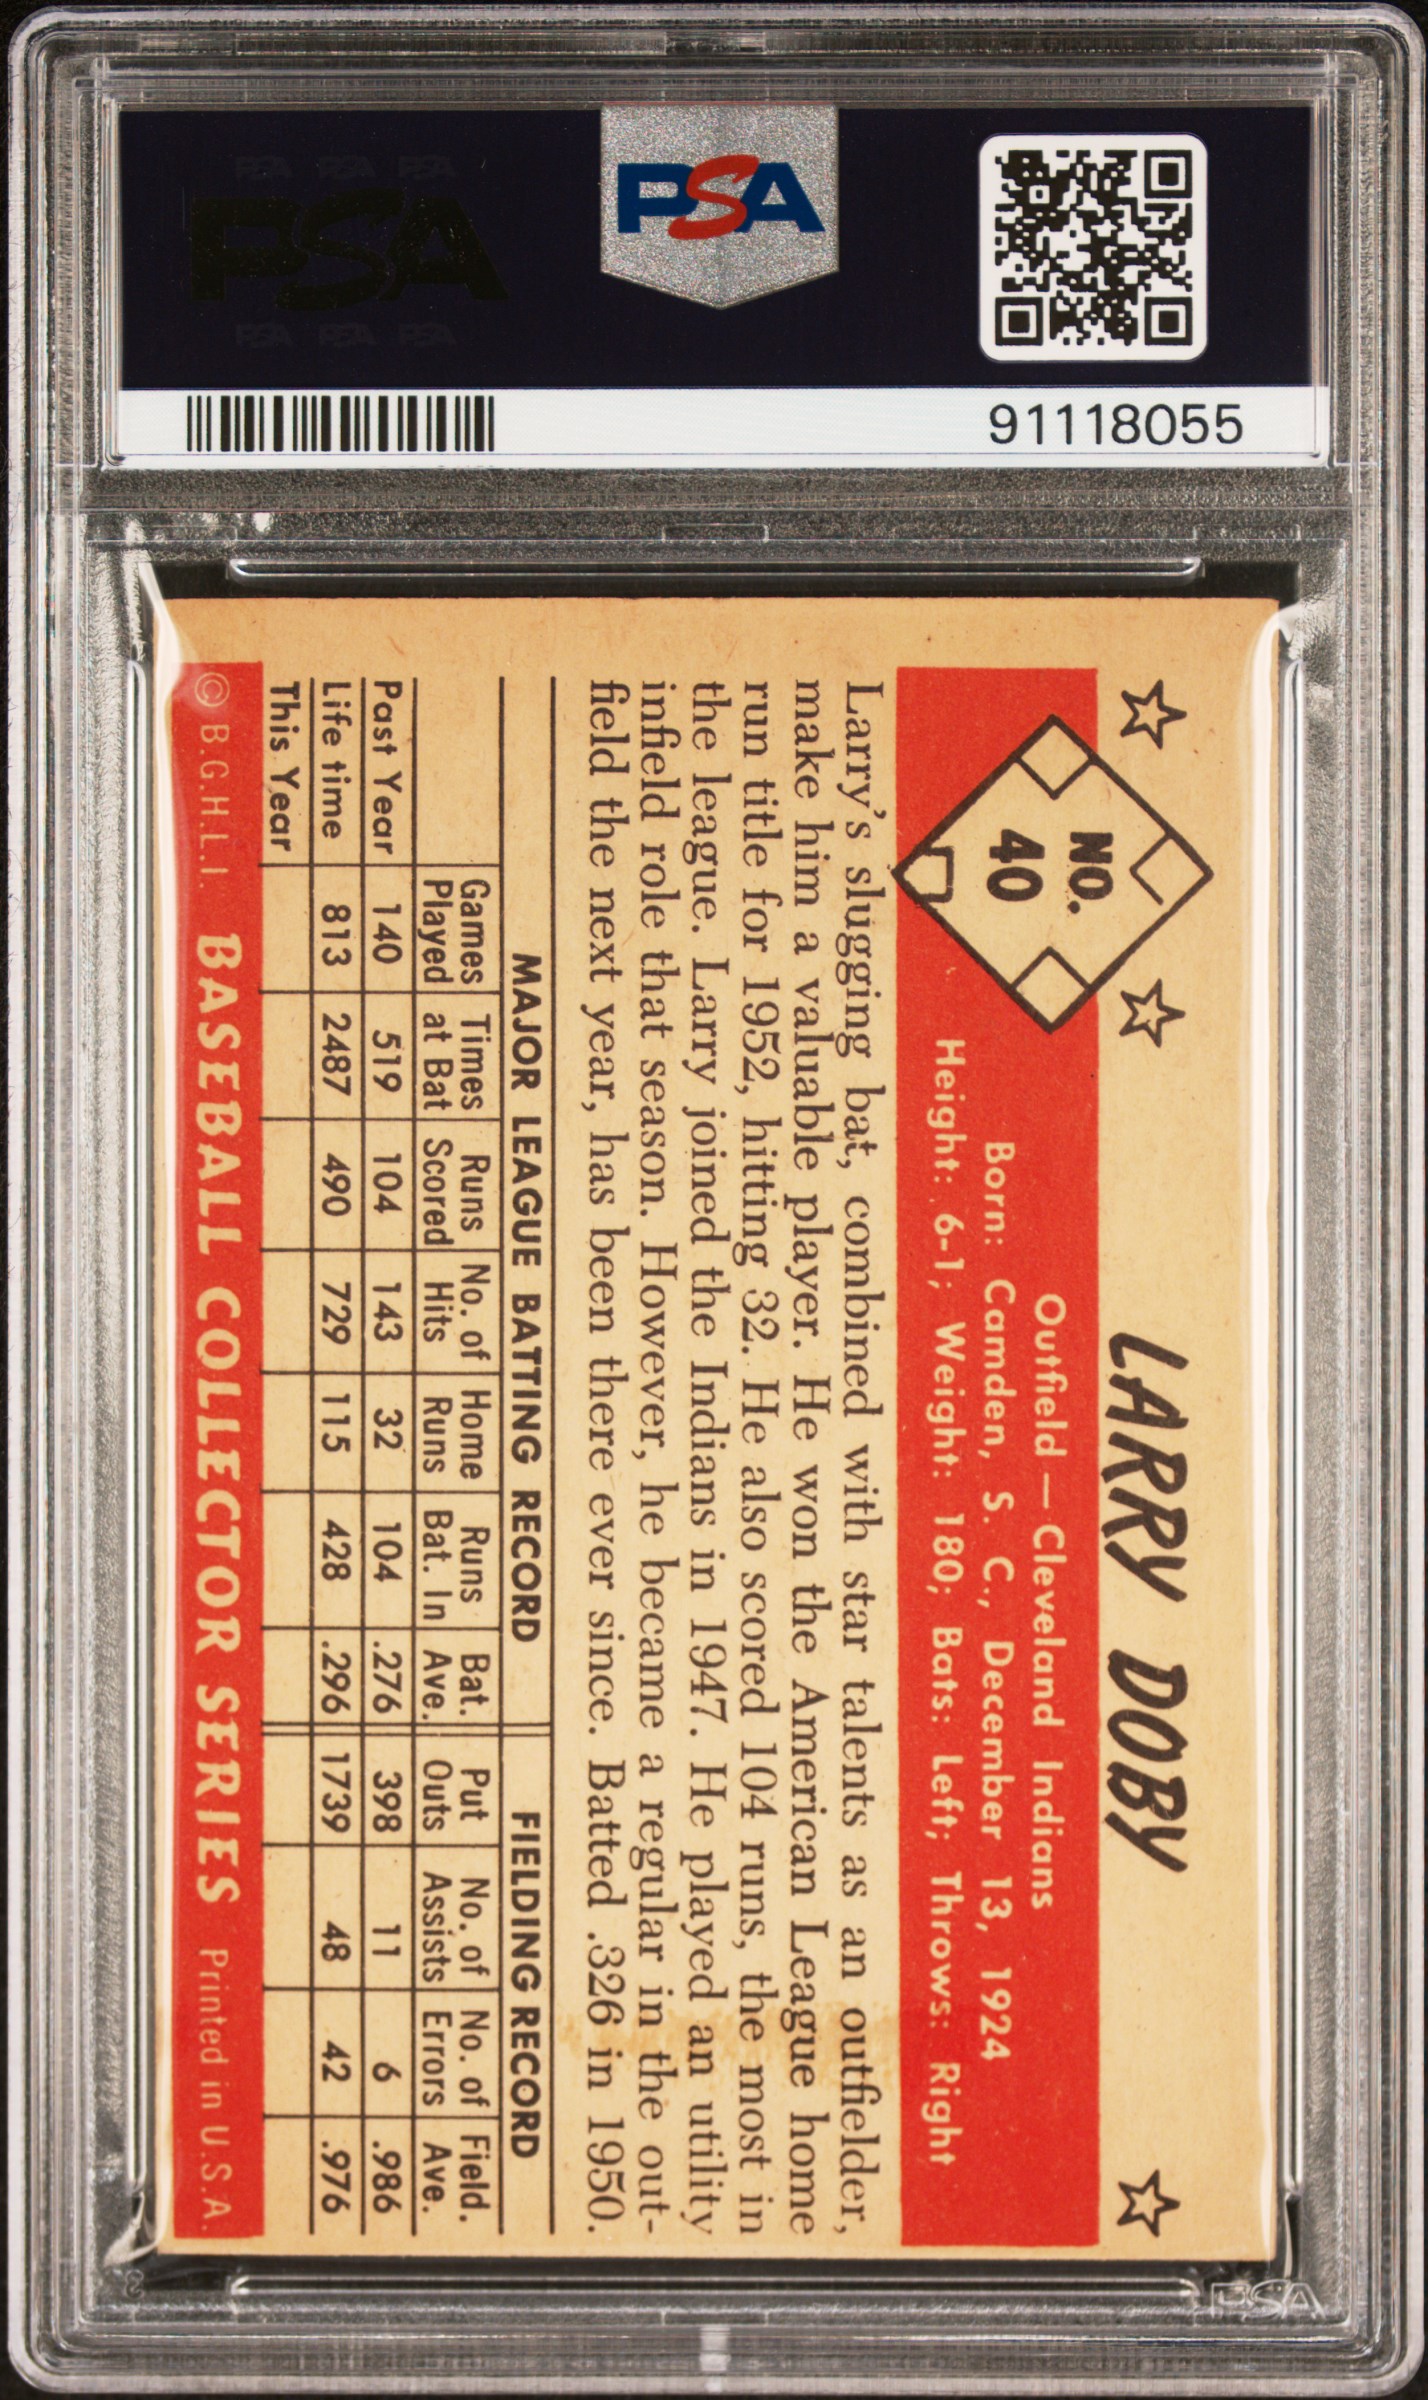 PSA PSA PSA
PSA
PSA PSA PSA
PSA
91118055
NO.
40
LARRY DOBY
Outfield — Cleveland Indians
Born: Camden, S. C., December 13, 1924
Height: 6-1; Weight: 180; Bats: Left; Throws: Right
Larry's slugging bat, combined with star talents as an outfielder,
make him a valuable player. He won the American League home
run title for 1952, hitting 32. He also scored 104 runs, the most in
the league. Larry joined the Indians in 1947. He played an utility
infield role that season. However, he became a regular in the out-
field the next year, has been there ever since. Batted .326 in 1950.
MAJOR LEAGUE BATTING RECORD FIELDING RECORD
Games Times Runs No. of Home Runs Bat. Put No. of No. of Field.
Played at Bat Scored Hits Runs Bat. In Ave. Outs Assists Errors Ave.
Past Year 140 519 104 143 32 104 .276 398 11 6 .986
Life time 813 2487 490 729 115 428 .296 1739 48 42 .976
This Year
© B.G.H.L.I. BASEBALL COLLECTOR SERIES Printed in U.S.A.
PSA